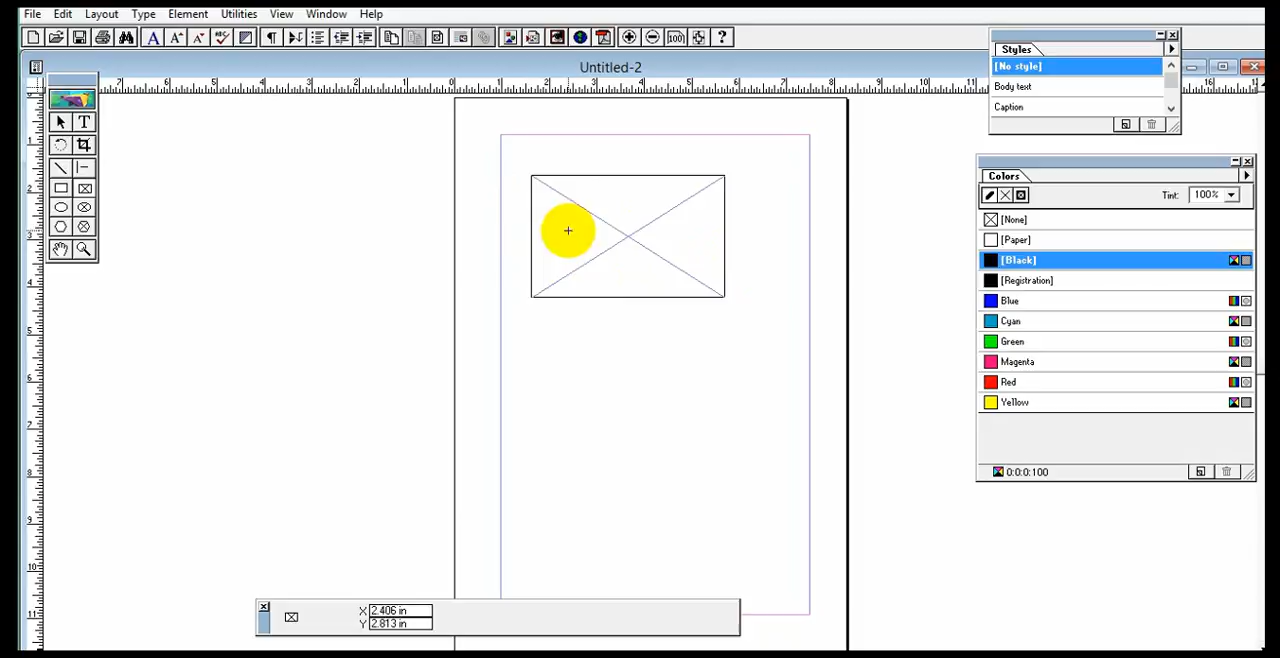 File Edit Layout Type Element Utilities View Window Help
Untitled-2
Styles
[No style]
Body text
Caption
Colors
Tint: 100%
[None]
[Paper]
[Black]
[Registration]
Blue
Cyan
Green
Magenta
Red
Yellow
0:0:0:100
X 2.406 in
Y 2.813 in